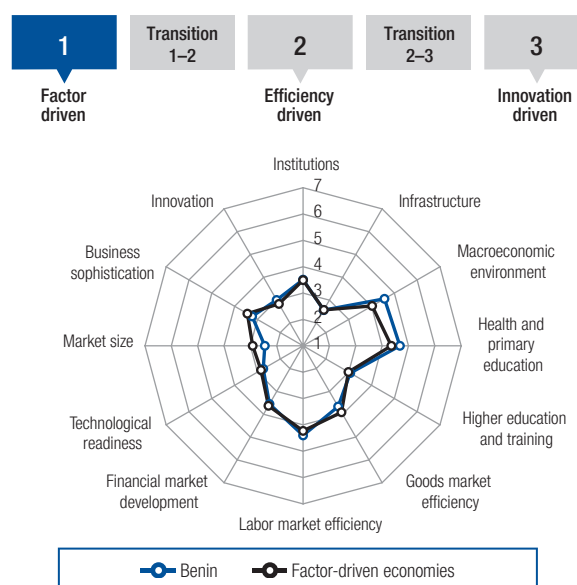 1
Transition
1–2
2
Transition
2–3
3
Factor
driven
Efficiency
driven
Innovation
driven
Institutions
Infrastructure
Macroeconomic
environment
Health and
primary
education
Higher education
and training
Goods market
efficiency
Labor market efficiency
Financial market
development
Technological
readiness
Market size
Business
sophistication
Innovation
7
6
5
4
3
2
1
Benin
Factor-driven economies